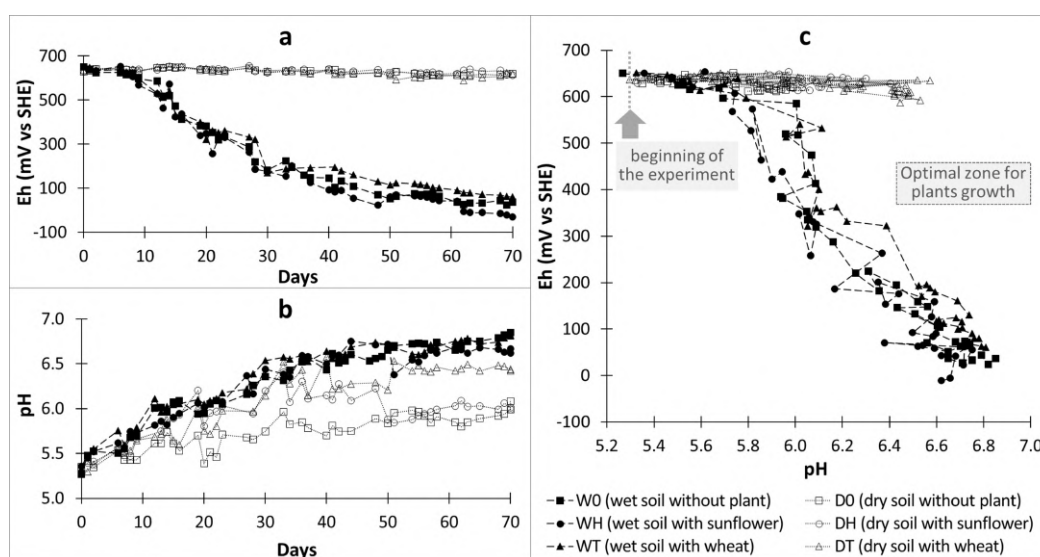 a
700
500
300
100
-100
Eh (mV vs SHE)
0 10 20 30 40 50 60 70
Days
b
7.0
6.5
6.0
5.5
5.0
pH
0 10 20 30 40 50 60 70
Days
c
700
600
500
400
300
200
100
0
-100
Eh (mV vs SHE)
beginning of
the experiment
Optimal zone for
plants growth
5.2 5.4 5.6 5.8 6.0 6.2 6.4 6.6 6.8 7.0
pH
W0 (wet soil without plant)
WH (wet soil with sunflower)
WT (wet soil with wheat)
D0 (dry soil without plant)
DH (dry soil with sunflower)
DT (dry soil with wheat)